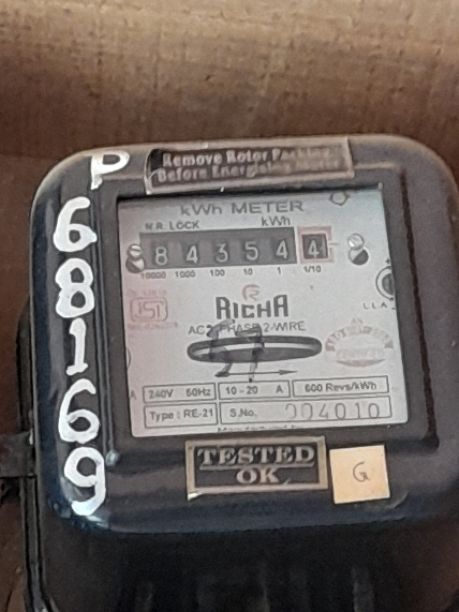 P
68169
Remove Rotor Packing
Before Energising Meter
kWh METER
N.R. LOCK kWh
8 4 3 5 4 4
10000 1000 100 10 1 1/10
ISI
RICHA
AC 2-WIRE
LLA
240V 50Hz 10-20 A 600 Revs/kWh
Type : RE-21 S.No. 004010
TESTED
OK
G